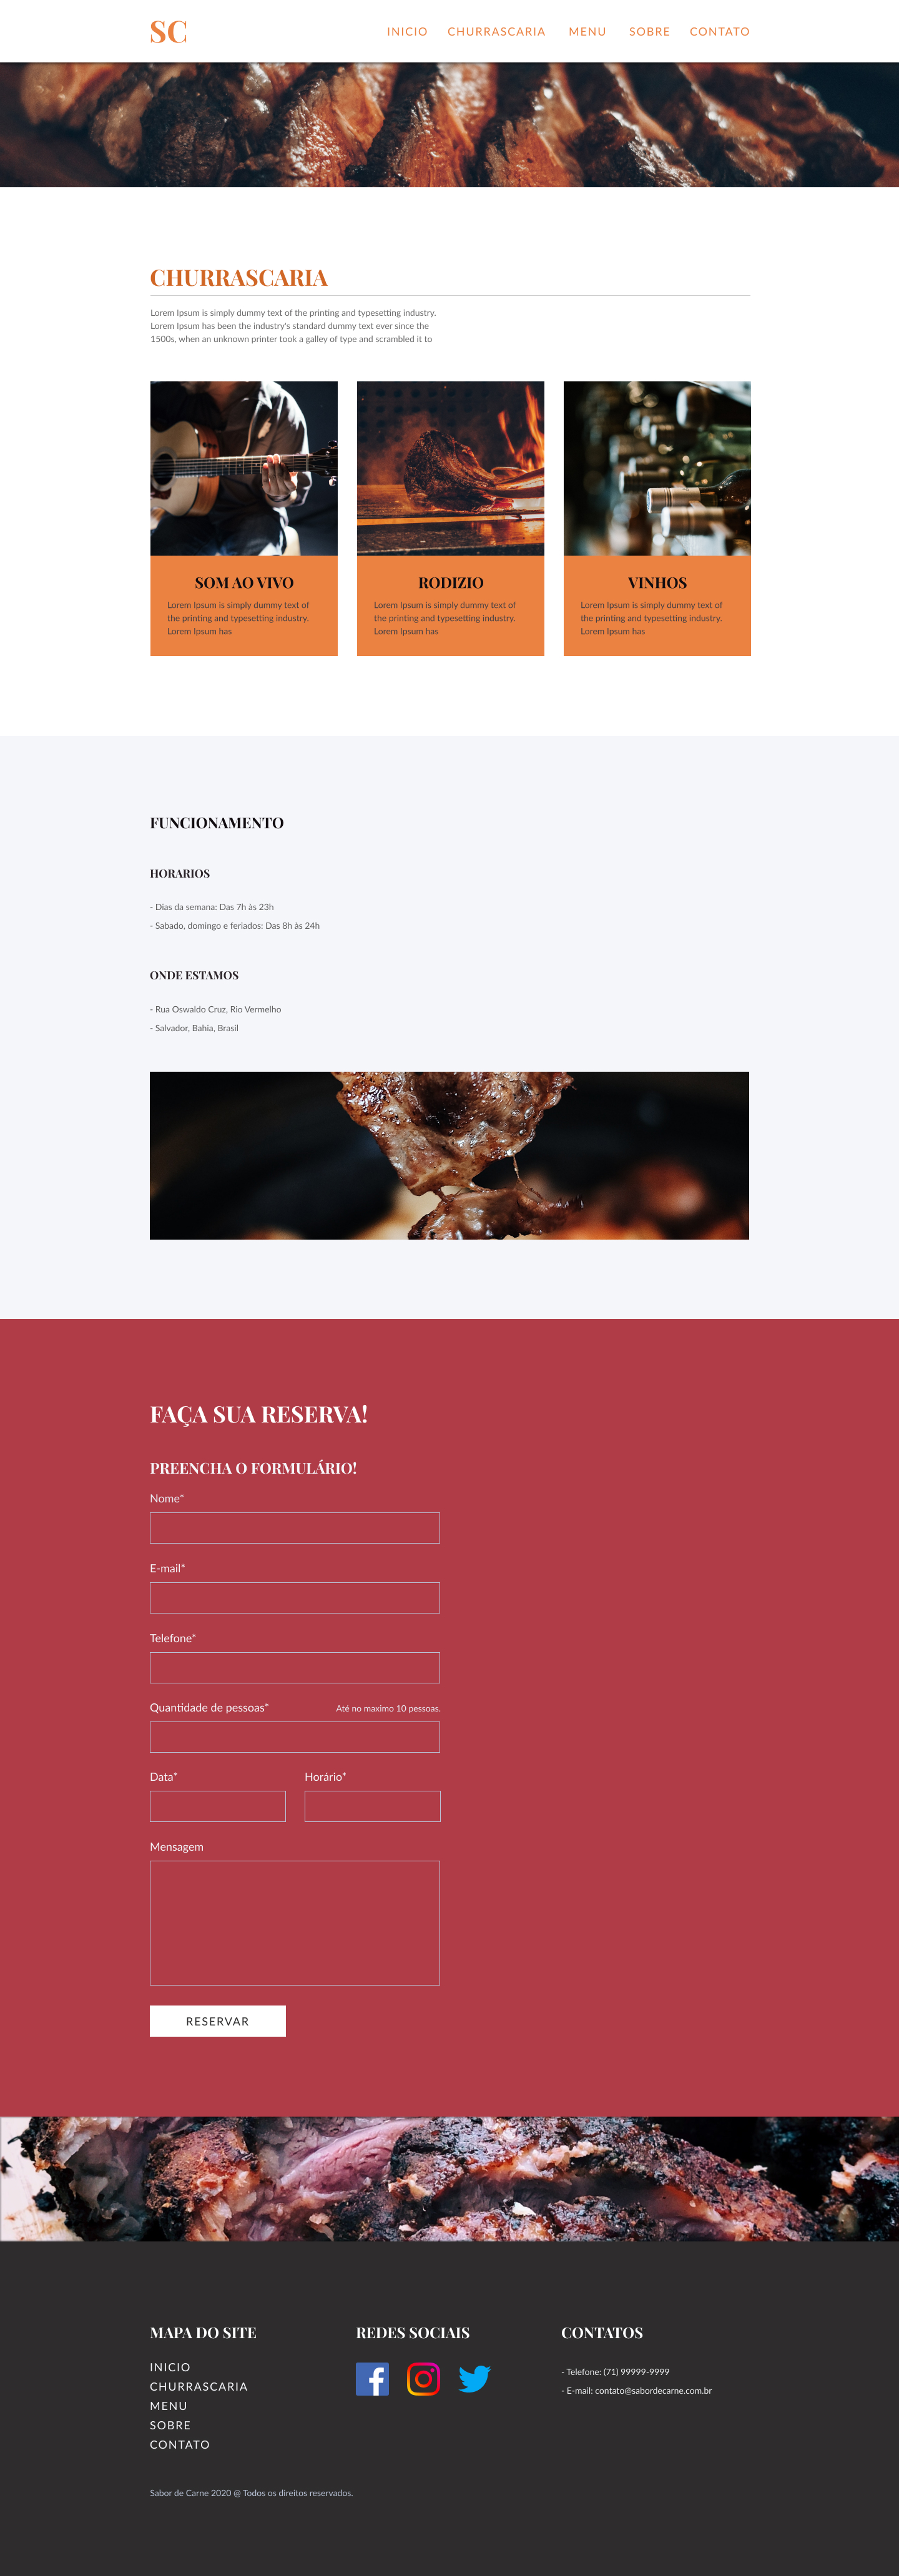 SC
INICIO CHURRASCARIA MENU SOBRE CONTATO
CHURRASCARIA
Lorem Ipsum is simply dummy text of the printing and typesetting industry.
Lorem Ipsum has been the industry's standard dummy text ever since the
1500s, when an unknown printer took a galley of type and scrambled it to
SOM AO VIVO
Lorem Ipsum is simply dummy text of
the printing and typesetting industry.
Lorem Ipsum has
RODIZIO
Lorem Ipsum is simply dummy text of
the printing and typesetting industry.
Lorem Ipsum has
VINHOS
Lorem Ipsum is simply dummy text of
the printing and typesetting industry.
Lorem Ipsum has
FUNCIONAMENTO
HORARIOS
- Dias da semana: Das 7h às 23h
- Sabado, domingo e feriados: Das 8h às 24h
ONDE ESTAMOS
- Rua Oswaldo Cruz, Rio Vermelho
- Salvador, Bahia, Brasil
FAÇA SUA RESERVA!
PREENCHA O FORMULÁRIO!
Nome*
E-mail*
Telefone*
Quantidade de pessoas* Até no maximo 10 pessoas.
Data* Horário*
Mensagem
RESERVAR
MAPA DO SITE
INICIO
CHURRASCARIA
MENU
SOBRE
CONTATO
REDES SOCIAIS
CONTATOS
- Telefone: (71) 99999-9999
- E-mail: contato@sabordecarne.com.br
Sabor de Carne 2020 @ Todos os direitos reservados.